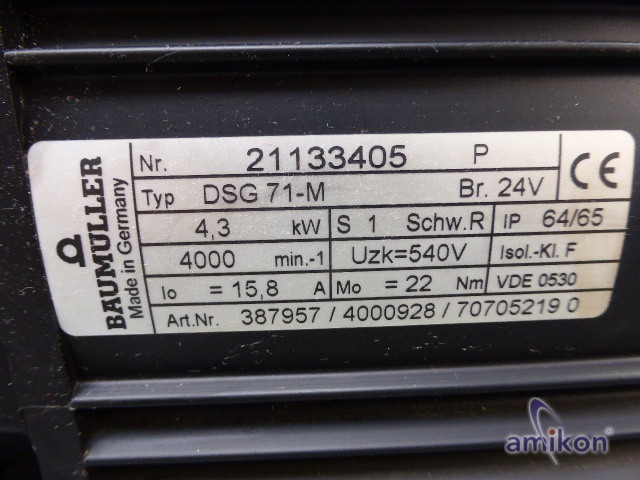 BAUMÜLLER
Made in Germany
Nr. 21133405 P
Typ DSG 71-M Br. 24V
CE
4,3 kW S 1 Schw.R IP 64/65
4000 min.-1 Uzk=540V Isol.-Kl. F
Io = 15,8 A Mo = 22 Nm VDE 0530
Art.Nr. 387957 / 4000928 / 70705219 0
amikon